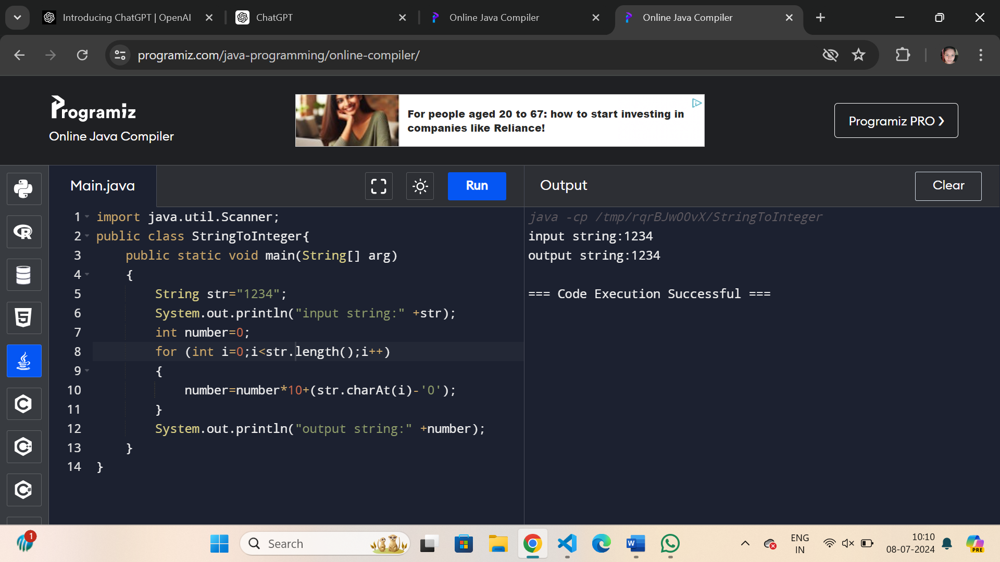 Introducing ChatGPT | OpenAI
ChatGPT
Online Java Compiler
Online Java Compiler
programiz.com/java-programming/online-compiler/
Programiz
Online Java Compiler
For people aged 20 to 67: how to start investing in
companies like Reliance!
Programiz PRO ❯
Main.java
Run
Output
Clear
1 import java.util.Scanner;
2 public class StringToInteger{
3 public static void main(String[] arg)
4 {
5 String str="1234";
6 System.out.println("input string:" +str);
7 int number=0;
8 for (int i=0;i<str.length();i++)
9 {
10 number=number*10+(str.charAt(i)-'0');
11 }
12 System.out.println("output string:" +number);
13 }
14 }
java -cp /tmp/rqrBJwOOvX/StringToInteger
input string:1234
output string:1234
=== Code Execution Successful ===
R
5
C
C++
C#
1
Search
W
ENG
IN
10:10
08-07-2024
PRE